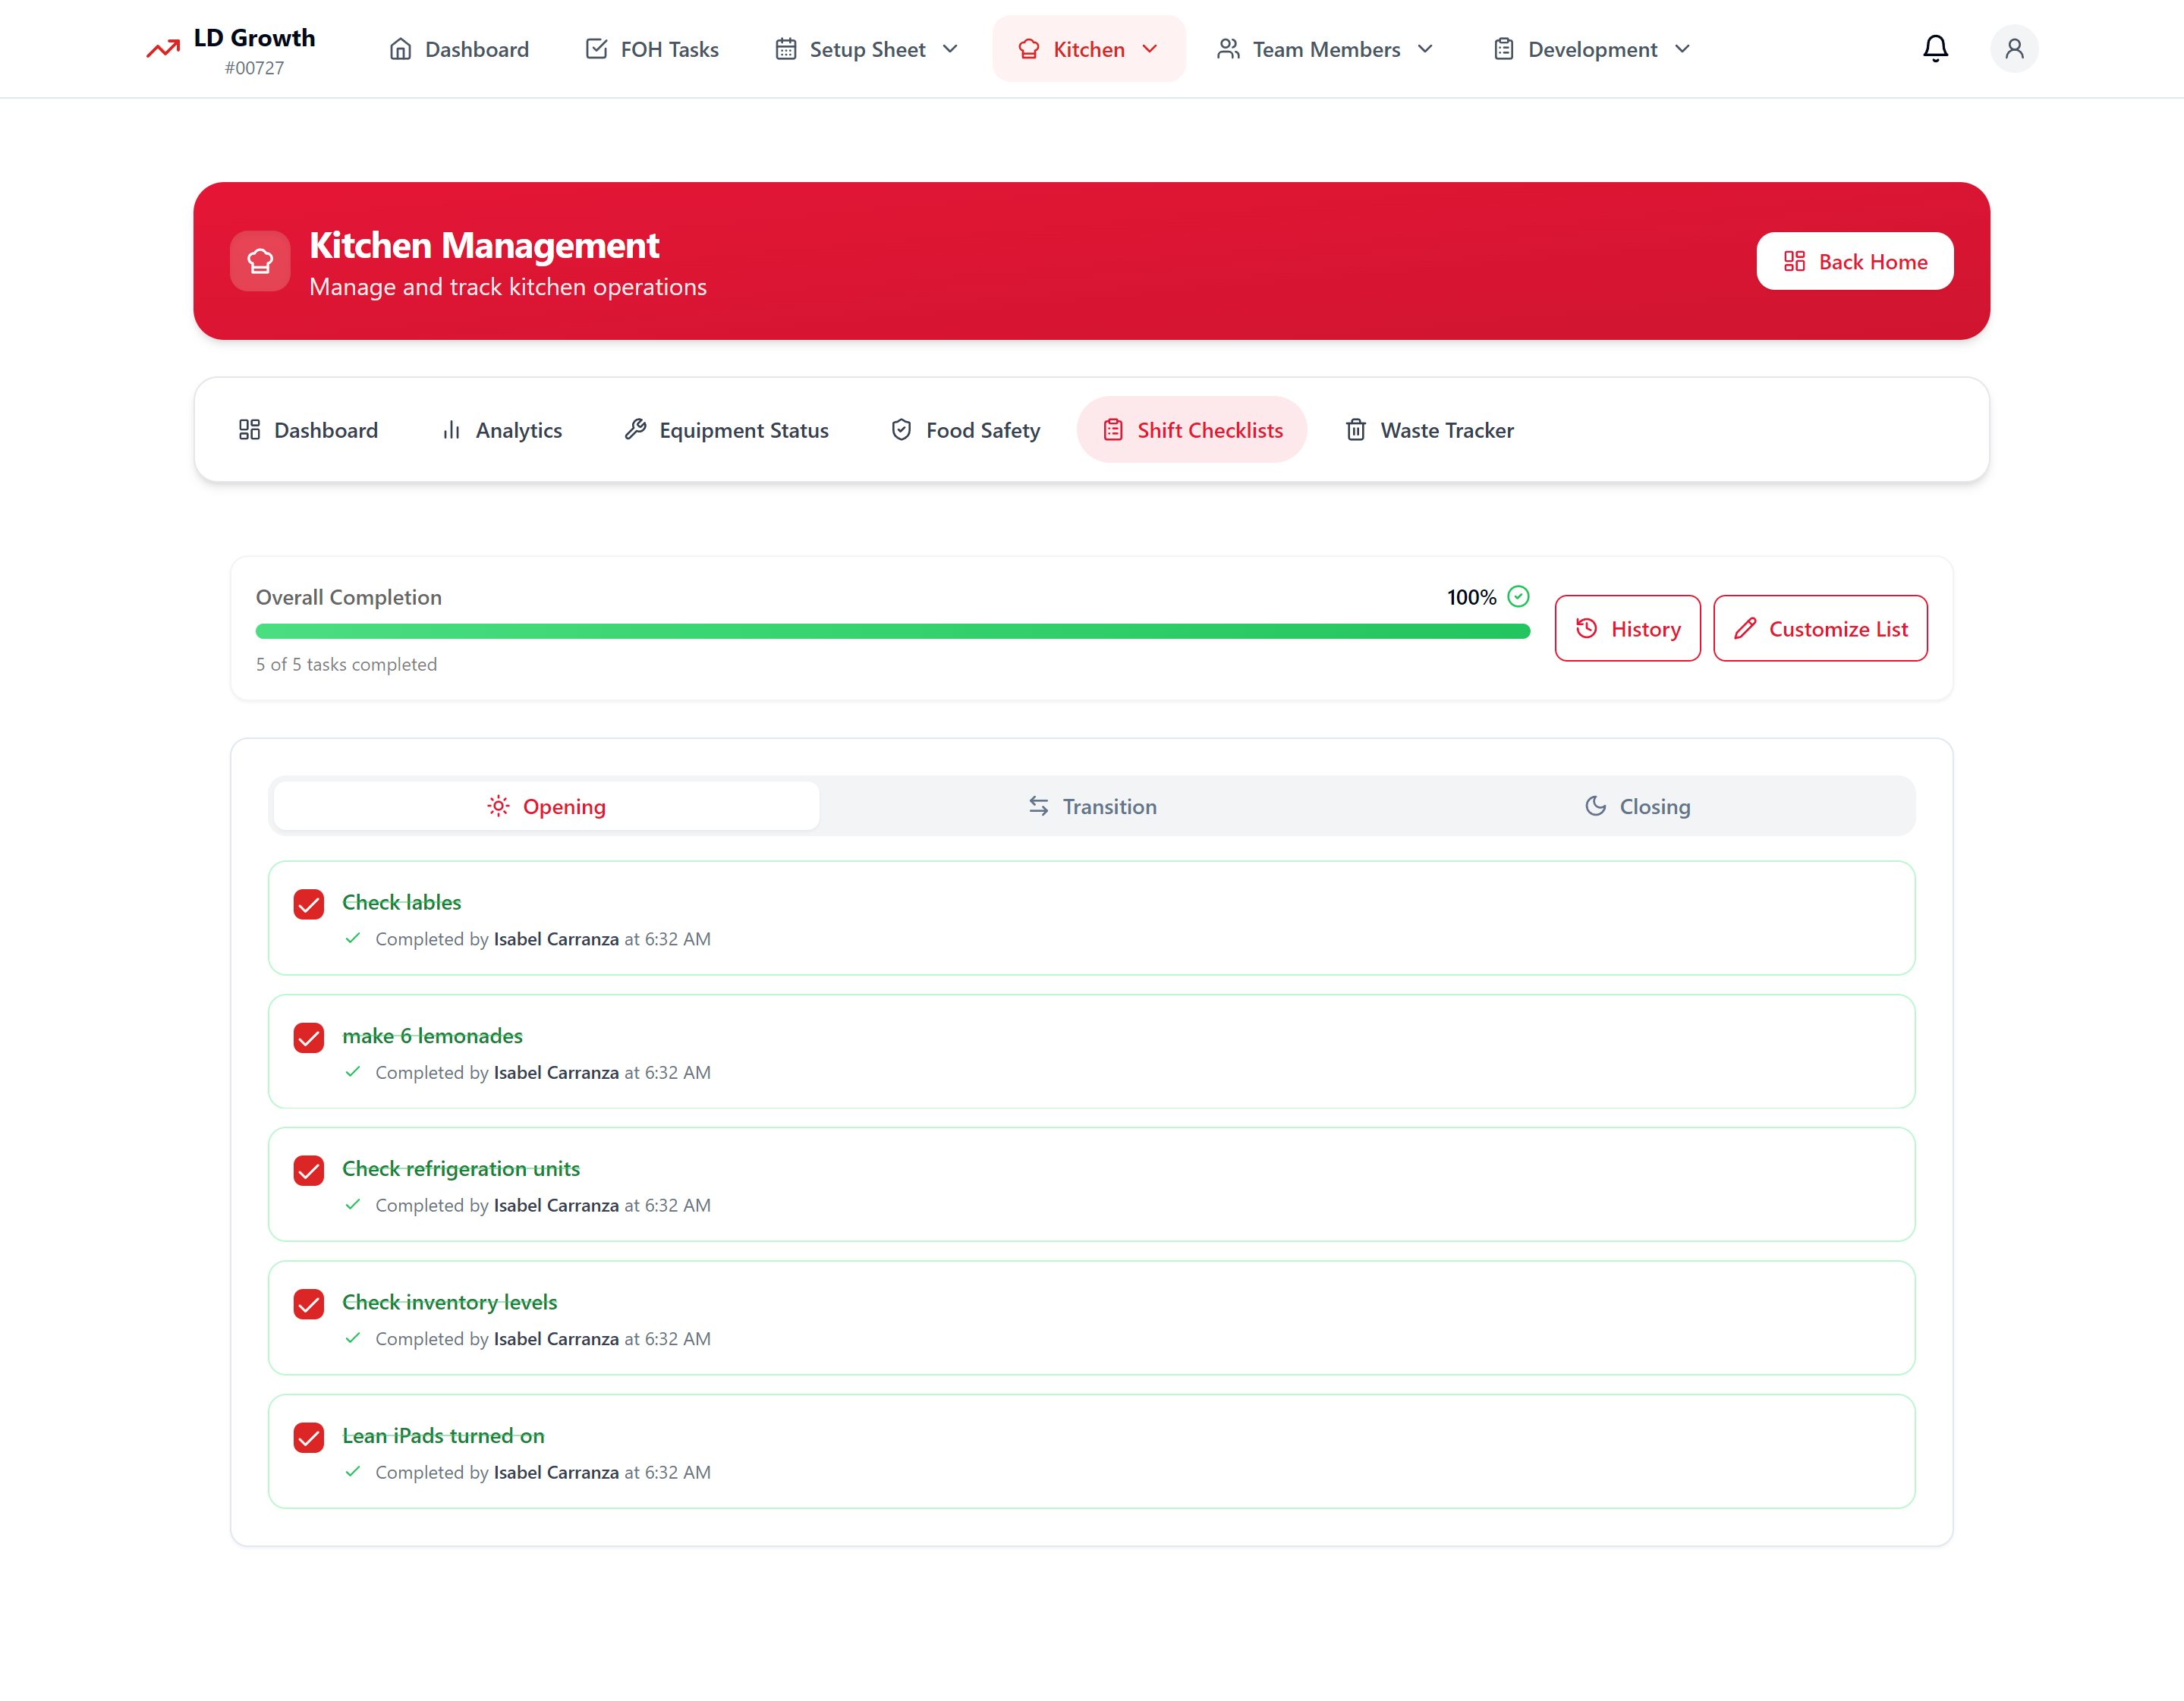 LD Growth
#00727
Dashboard
FOH Tasks
Setup Sheet
Kitchen
Team Members
Development
Kitchen Management
Manage and track kitchen operations
Back Home
Dashboard
Analytics
Equipment Status
Food Safety
Shift Checklists
Waste Tracker
Overall Completion
100%
5 of 5 tasks completed
History
Customize List
Opening
Transition
Closing
Check lables
Completed by Isabel Carranza at 6:32 AM
make 6 lemonades
Completed by Isabel Carranza at 6:32 AM
Check refrigeration units
Completed by Isabel Carranza at 6:32 AM
Check inventory levels
Completed by Isabel Carranza at 6:32 AM
Lean iPads turned on
Completed by Isabel Carranza at 6:32 AM